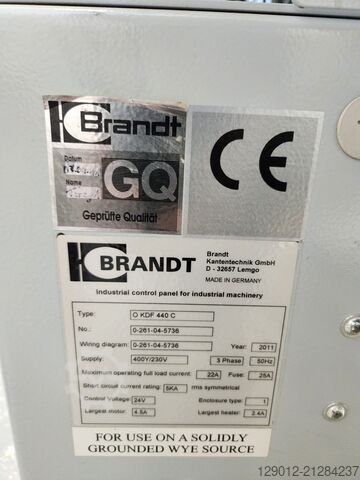 Brandt
CE
Datum
Name
GQ
Geprüfte Qualität
BRANDT
Brandt
Kantentechnik GmbH
D - 32657 Lemgo
MADE IN GERMANY
Industrial control panel for industrial machinery
Type: O KDF 440 C
No.: 0-261-04-5736
Wiring diagram: 0-261-04-5736 Year: 2011
Supply: 400Y/230V 3 Phase 50Hz
Maximum operating full load current: 22A Fuse: 25A
Short circuit current rating: 5KA rms symmetrical
Control Voltage: 24V Enclosure type: 1
Largest motor: 4.5A Largest heater: 2.4A
FOR USE ON A SOLIDLY
GROUNDED WYE SOURCE
129012-21284237